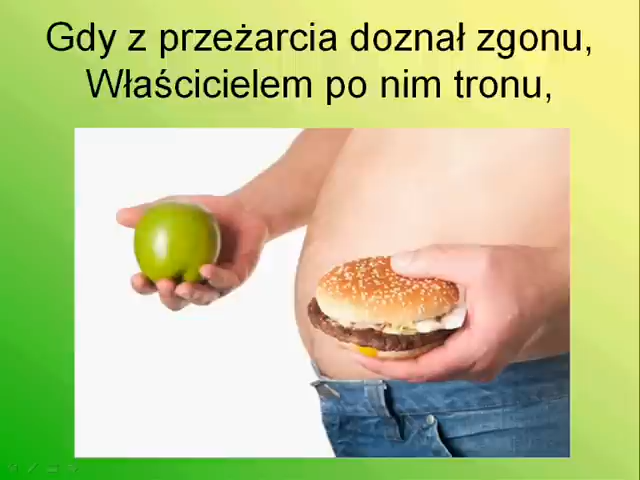 Gdy z przeżarcia doznał zgonu,
Właścicielem po nim tronu,